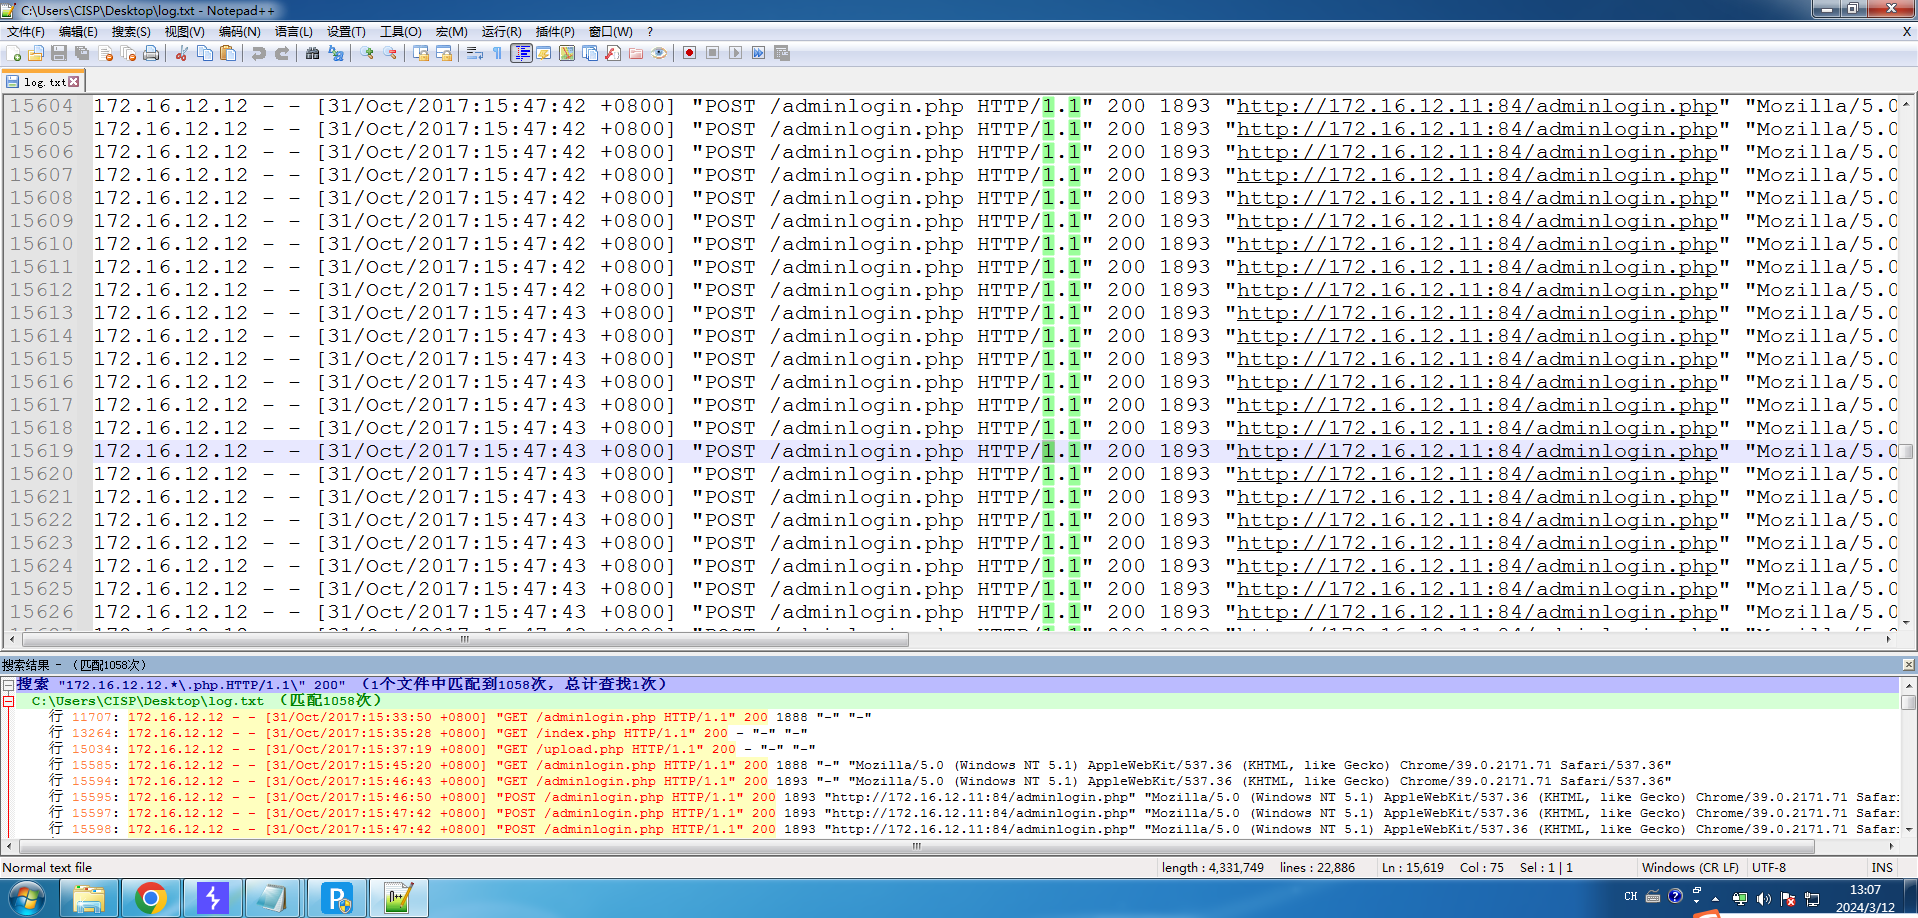 C:\Users\CISP\Desktop\log.txt - Notepad++
文件(F) 编辑(E) 搜索(S) 视图(V) 编码(N) 语言(L) 设置(T) 工具(O) 宏(M) 运行(R) 插件(P) 窗口(W) ? X
log.txt
15604 172.16.12.12 - - [31/Oct/2017:15:47:42 +0800] "POST /adminlogin.php HTTP/1.1" 200 1893 "http://172.16.12.11:84/adminlogin.php" "Mozilla/5.0
15605 172.16.12.12 - - [31/Oct/2017:15:47:42 +0800] "POST /adminlogin.php HTTP/1.1" 200 1893 "http://172.16.12.11:84/adminlogin.php" "Mozilla/5.0
15606 172.16.12.12 - - [31/Oct/2017:15:47:42 +0800] "POST /adminlogin.php HTTP/1.1" 200 1893 "http://172.16.12.11:84/adminlogin.php" "Mozilla/5.0
15607 172.16.12.12 - - [31/Oct/2017:15:47:42 +0800] "POST /adminlogin.php HTTP/1.1" 200 1893 "http://172.16.12.11:84/adminlogin.php" "Mozilla/5.0
15608 172.16.12.12 - - [31/Oct/2017:15:47:42 +0800] "POST /adminlogin.php HTTP/1.1" 200 1893 "http://172.16.12.11:84/adminlogin.php" "Mozilla/5.0
15609 172.16.12.12 - - [31/Oct/2017:15:47:42 +0800] "POST /adminlogin.php HTTP/1.1" 200 1893 "http://172.16.12.11:84/adminlogin.php" "Mozilla/5.0
15610 172.16.12.12 - - [31/Oct/2017:15:47:42 +0800] "POST /adminlogin.php HTTP/1.1" 200 1893 "http://172.16.12.11:84/adminlogin.php" "Mozilla/5.0
15611 172.16.12.12 - - [31/Oct/2017:15:47:42 +0800] "POST /adminlogin.php HTTP/1.1" 200 1893 "http://172.16.12.11:84/adminlogin.php" "Mozilla/5.0
15612 172.16.12.12 - - [31/Oct/2017:15:47:42 +0800] "POST /adminlogin.php HTTP/1.1" 200 1893 "http://172.16.12.11:84/adminlogin.php" "Mozilla/5.0
15613 172.16.12.12 - - [31/Oct/2017:15:47:43 +0800] "POST /adminlogin.php HTTP/1.1" 200 1893 "http://172.16.12.11:84/adminlogin.php" "Mozilla/5.0
15614 172.16.12.12 - - [31/Oct/2017:15:47:43 +0800] "POST /adminlogin.php HTTP/1.1" 200 1893 "http://172.16.12.11:84/adminlogin.php" "Mozilla/5.0
15615 172.16.12.12 - - [31/Oct/2017:15:47:43 +0800] "POST /adminlogin.php HTTP/1.1" 200 1893 "http://172.16.12.11:84/adminlogin.php" "Mozilla/5.0
15616 172.16.12.12 - - [31/Oct/2017:15:47:43 +0800] "POST /adminlogin.php HTTP/1.1" 200 1893 "http://172.16.12.11:84/adminlogin.php" "Mozilla/5.0
15617 172.16.12.12 - - [31/Oct/2017:15:47:43 +0800] "POST /adminlogin.php HTTP/1.1" 200 1893 "http://172.16.12.11:84/adminlogin.php" "Mozilla/5.0
15618 172.16.12.12 - - [31/Oct/2017:15:47:43 +0800] "POST /adminlogin.php HTTP/1.1" 200 1893 "http://172.16.12.11:84/adminlogin.php" "Mozilla/5.0
15619 172.16.12.12 - - [31/Oct/2017:15:47:43 +0800] "POST /adminlogin.php HTTP/1.1" 200 1893 "http://172.16.12.11:84/adminlogin.php" "Mozilla/5.0
15620 172.16.12.12 - - [31/Oct/2017:15:47:43 +0800] "POST /adminlogin.php HTTP/1.1" 200 1893 "http://172.16.12.11:84/adminlogin.php" "Mozilla/5.0
15621 172.16.12.12 - - [31/Oct/2017:15:47:43 +0800] "POST /adminlogin.php HTTP/1.1" 200 1893 "http://172.16.12.11:84/adminlogin.php" "Mozilla/5.0
15622 172.16.12.12 - - [31/Oct/2017:15:47:43 +0800] "POST /adminlogin.php HTTP/1.1" 200 1893 "http://172.16.12.11:84/adminlogin.php" "Mozilla/5.0
15623 172.16.12.12 - - [31/Oct/2017:15:47:43 +0800] "POST /adminlogin.php HTTP/1.1" 200 1893 "http://172.16.12.11:84/adminlogin.php" "Mozilla/5.0
15624 172.16.12.12 - - [31/Oct/2017:15:47:43 +0800] "POST /adminlogin.php HTTP/1.1" 200 1893 "http://172.16.12.11:84/adminlogin.php" "Mozilla/5.0
15625 172.16.12.12 - - [31/Oct/2017:15:47:43 +0800] "POST /adminlogin.php HTTP/1.1" 200 1893 "http://172.16.12.11:84/adminlogin.php" "Mozilla/5.0
15626 172.16.12.12 - - [31/Oct/2017:15:47:43 +0800] "POST /adminlogin.php HTTP/1.1" 200 1893 "http://172.16.12.11:84/adminlogin.php" "Mozilla/5.0
搜索结果 - （匹配1058次）
搜索 "172.16.12.12.*\.php.HTTP/1.1\" 200" （1个文件中匹配到1058次，总计查找1次）
C:\Users\CISP\Desktop\log.txt （匹配1058次）
行 11707: 172.16.12.12 - - [31/Oct/2017:15:33:50 +0800] "GET /adminlogin.php HTTP/1.1" 200 1888 "-" "-"
行 13264: 172.16.12.12 - - [31/Oct/2017:15:35:28 +0800] "GET /index.php HTTP/1.1" 200 - "-" "-"
行 15034: 172.16.12.12 - - [31/Oct/2017:15:37:19 +0800] "GET /upload.php HTTP/1.1" 200 - "-" "-"
行 15585: 172.16.12.12 - - [31/Oct/2017:15:45:20 +0800] "GET /adminlogin.php HTTP/1.1" 200 1888 "-" "Mozilla/5.0 (Windows NT 5.1) AppleWebKit/537.36 (KHTML, like Gecko) Chrome/39.0.2171.71 Safari/537.36"
行 15594: 172.16.12.12 - - [31/Oct/2017:15:46:43 +0800] "GET /adminlogin.php HTTP/1.1" 200 1893 "-" "Mozilla/5.0 (Windows NT 5.1) AppleWebKit/537.36 (KHTML, like Gecko) Chrome/39.0.2171.71 Safari/537.36"
行 15595: 172.16.12.12 - - [31/Oct/2017:15:46:50 +0800] "POST /adminlogin.php HTTP/1.1" 200 1893 "http://172.16.12.11:84/adminlogin.php" "Mozilla/5.0 (Windows NT 5.1) AppleWebKit/537.36 (KHTML, like Gecko) Chrome/39.0.2171.71 Safar
行 15597: 172.16.12.12 - - [31/Oct/2017:15:47:42 +0800] "POST /adminlogin.php HTTP/1.1" 200 1893 "http://172.16.12.11:84/adminlogin.php" "Mozilla/5.0 (Windows NT 5.1) AppleWebKit/537.36 (KHTML, like Gecko) Chrome/39.0.2171.71 Safar
行 15598: 172.16.12.12 - - [31/Oct/2017:15:47:42 +0800] "POST /adminlogin.php HTTP/1.1" 200 1893 "http://172.16.12.11:84/adminlogin.php" "Mozilla/5.0 (Windows NT 5.1) AppleWebKit/537.36 (KHTML, like Gecko) Chrome/39.0.2171.71 Safar
Normal text file length : 4,331,749 lines : 22,886 Ln : 15,619 Col : 75 Sel : 1 | 1 Windows (CR LF) UTF-8 INS
CH 13:07
2024/3/12